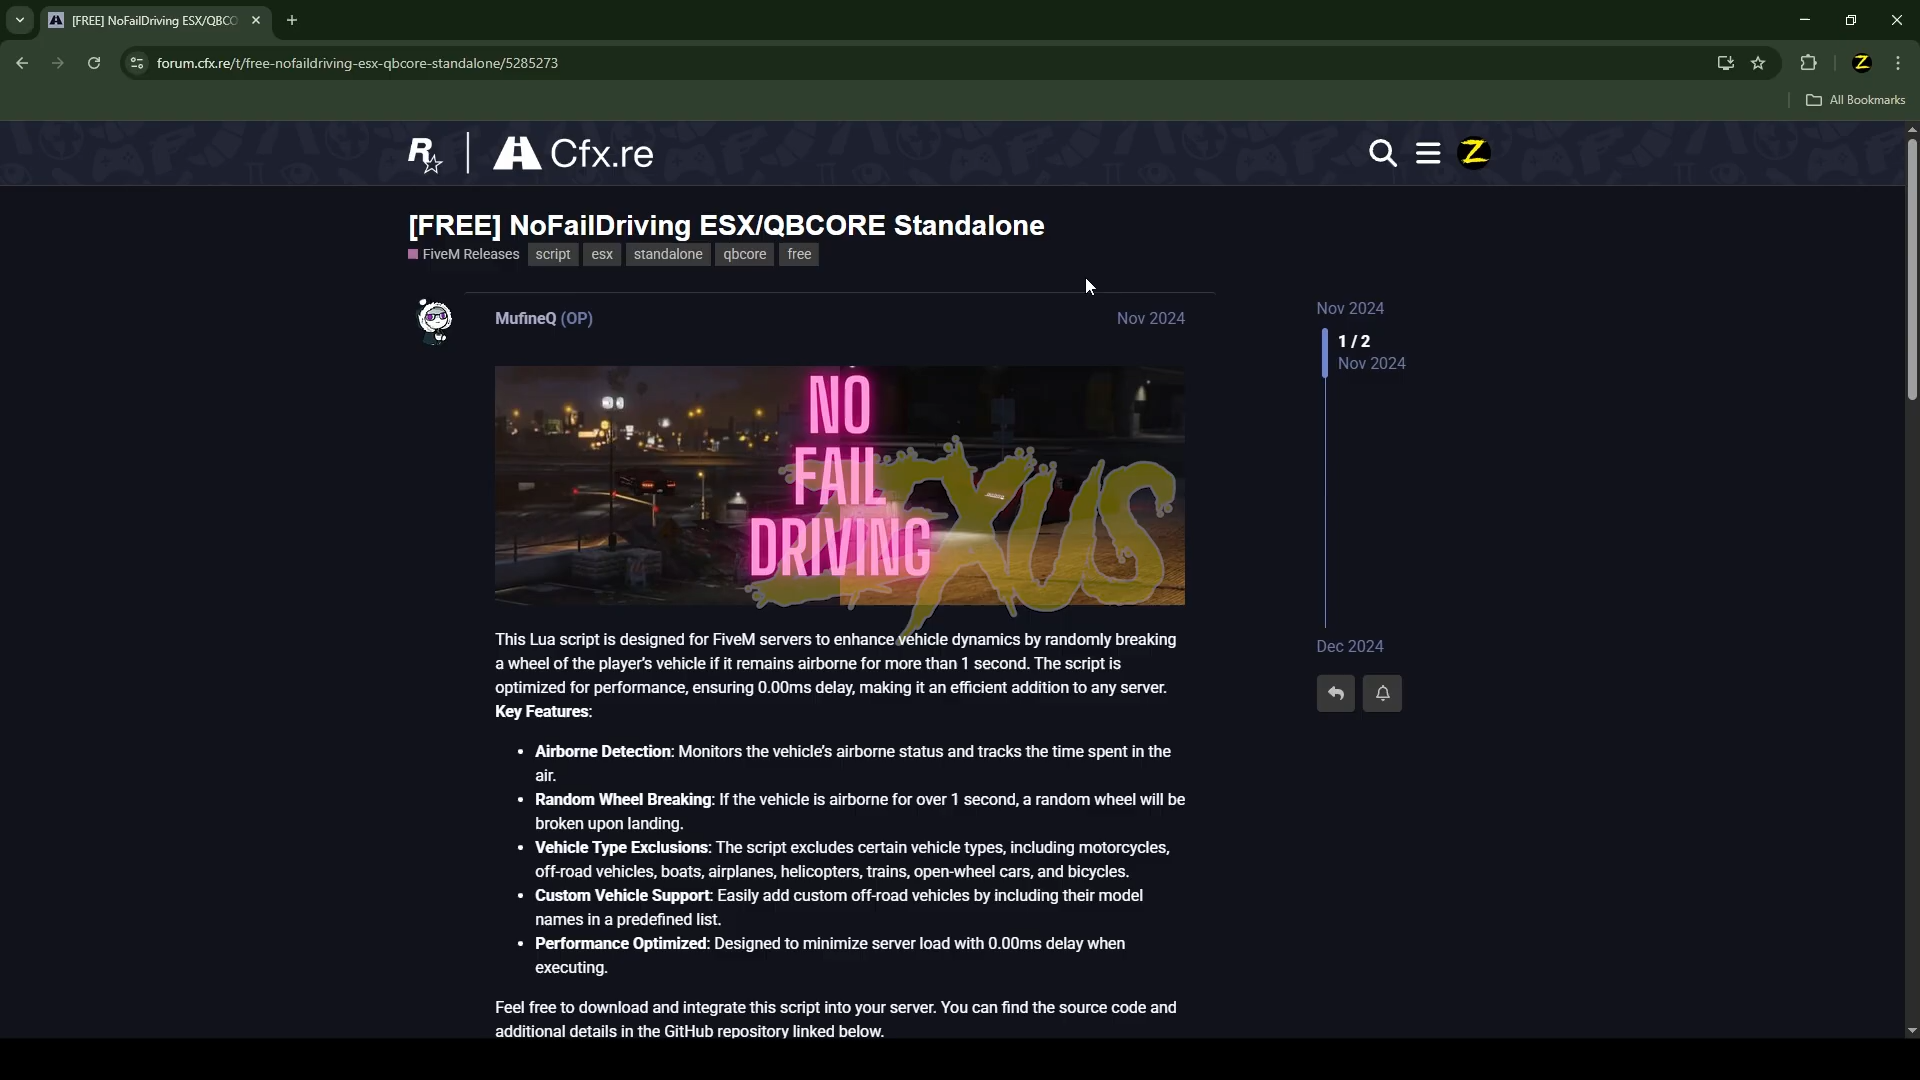 [FREE] NoFailDriving ESX/QBCO
forum.cfx.re/t/free-nofaildriving-esx-qbcore-standalone/5285273
Z
All Bookmarks
R
Cfx.re
Z
[FREE] NoFailDriving ESX/QBCORE Standalone
FiveM Releases script esx standalone qbcore free
MufineQ (OP)
Nov 2024
Nov 2024
1 / 2
Nov 2024
NO
FAIL
DRIVING
ZEXUS
This Lua script is designed for FiveM servers to enhance vehicle dynamics by randomly breaking
a wheel of the player’s vehicle if it remains airborne for more than 1 second. The script is
optimized for performance, ensuring 0.00ms delay, making it an efficient addition to any server.
Key Features:
Dec 2024
• Airborne Detection: Monitors the vehicle’s airborne status and tracks the time spent in the
air.
• Random Wheel Breaking: If the vehicle is airborne for over 1 second, a random wheel will be
broken upon landing.
• Vehicle Type Exclusions: The script excludes certain vehicle types, including motorcycles,
off-road vehicles, boats, airplanes, helicopters, trains, open-wheel cars, and bicycles.
• Custom Vehicle Support: Easily add custom off-road vehicles by including their model
names in a predefined list.
• Performance Optimized: Designed to minimize server load with 0.00ms delay when
executing.
Feel free to download and integrate this script into your server. You can find the source code and
additional details in the GitHub repository linked below.